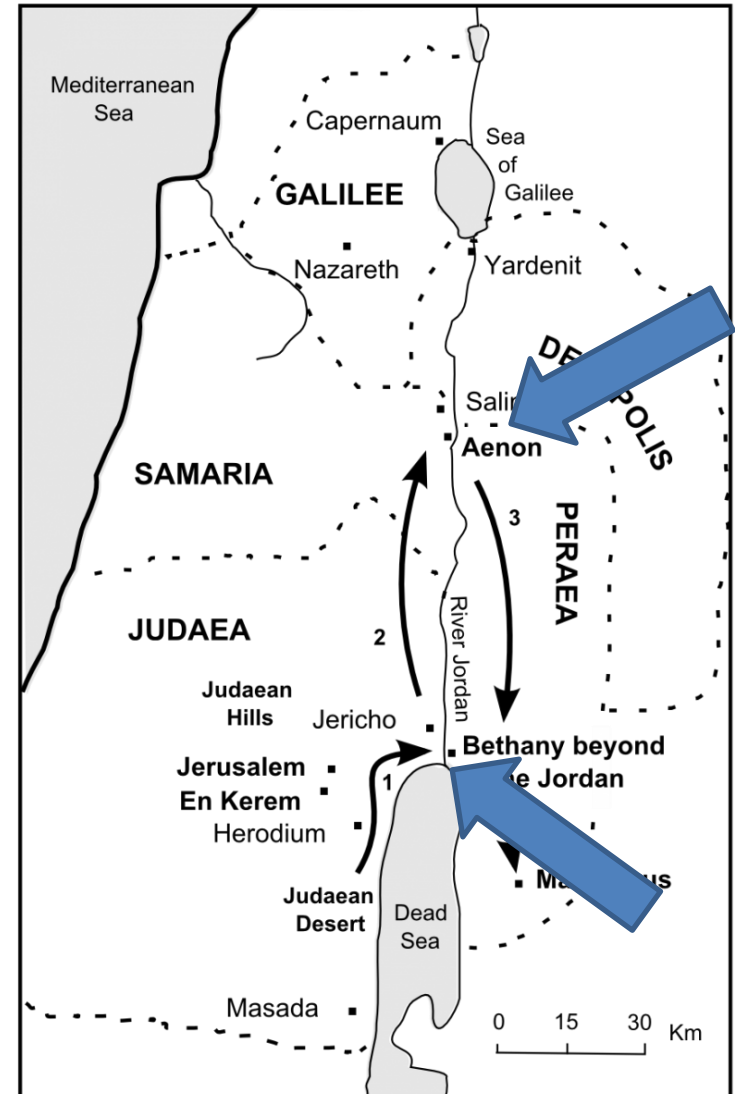 Mediterranean
Sea
Capernaum
Sea
of
Galilee
GALILEE
Nazareth
Yardenit
Aenon
SAMARIA
3
PERAEA
JUDAEA
2
River Jordan
Judaean
Hills
Jericho
Bethany beyond
Jordan
Jerusalem
1
En Kerem
Herodium
Judaean
Desert
Dead
Sea
Masada
0 15 30 Km